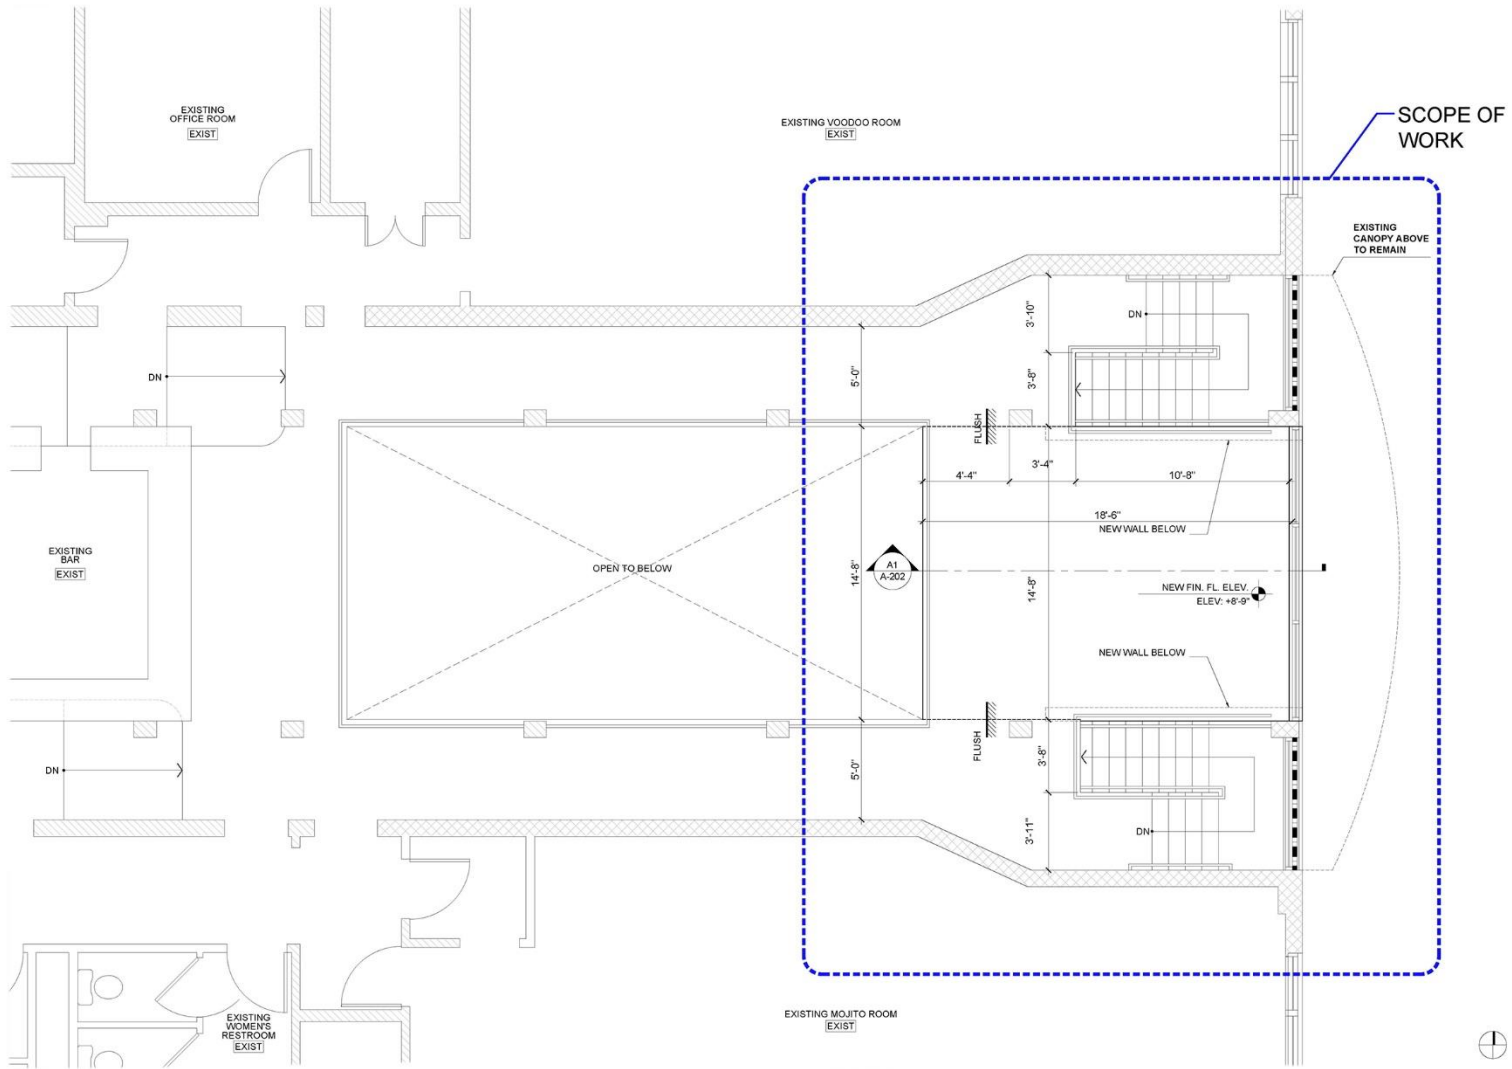 SCOPE OF
WORK
EXISTING
OFFICE ROOM
EXIST
EXISTING VOODOO ROOM
EXIST
EXISTING
CANOPY ABOVE
TO REMAIN
DN
3'-10"
DN
5'-0"
3'-8"
FLUSH
4'-4"
3'-4"
10'-8"
18'-6"
NEW WALL BELOW
EXISTING
BAR
EXIST
OPEN TO BELOW
14'-8"
A1
A-202
14'-8"
NEW FIN. FL. ELEV.
ELEV: +8'-9"
NEW WALL BELOW
FLUSH
DN
5'-0"
3'-8"
3'-11"
DN
EXISTING
WOMEN'S
RESTROOM
EXIST
EXISTING MOJITO ROOM
EXIST